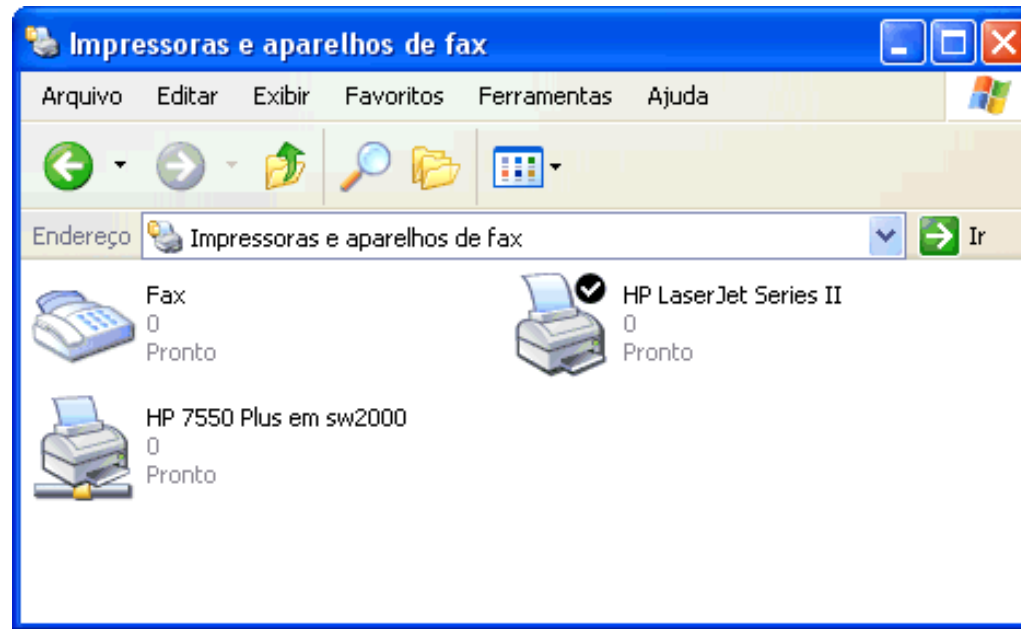 Impressoras e aparelhos de fax
Arquivo Editar Exibir Favoritos Ferramentas Ajuda
Endereço Impressoras e aparelhos de fax Ir
Fax
0
Pronto
HP LaserJet Series II
0
Pronto
HP 7550 Plus em sw2000
0
Pronto